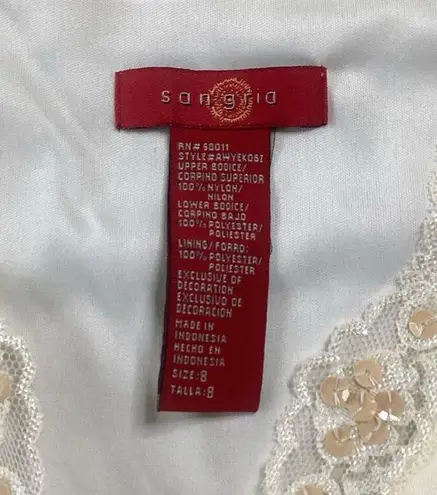 sangria
RN# 58011
STYLE#AWYEK06I
UPPER BODICE/
CORPINO SUPERIOR
100% NYLON/
NILON
LOWER BODICE/
CORPINO BAJO
100% POLYESTER/
POLIESTER
LINING/ FORRO:
100% POLYESTER/
POLIESTER
EXCLUSIVE OF
DECORATION
EXCLUSIVO DE
DECORACION
MADE IN
INDONESIA
HECHO EN
INDONESIA
SIZE:8
TALLA:8